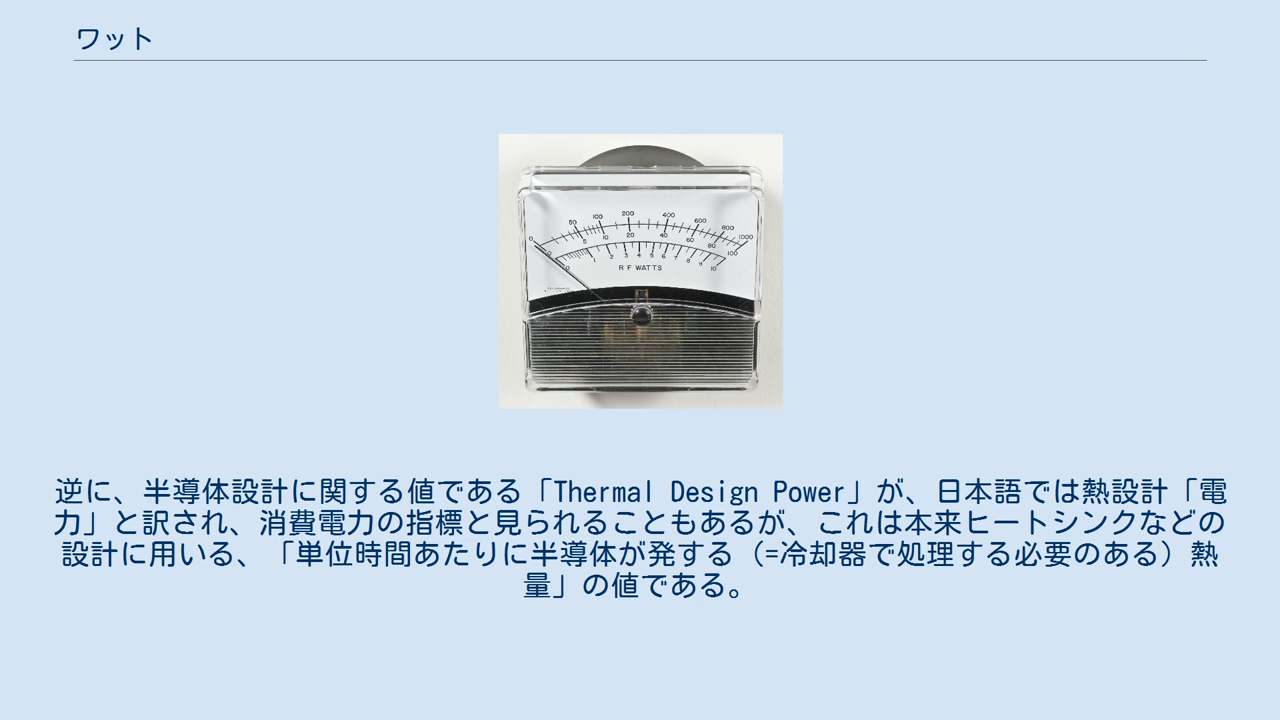 ワット
50 100 200 400 600 800 1000
0 5 10 20 40 60 80 100
0 1 2 3 4 5 6 7 8 9 10
R F WATTS
逆に、半導体設計に関する値である「Thermal Design Power」が、日本語では熱設計「電
力」と訳され、消費電力の指標と見られることもあるが、これは本来ヒートシンクなどの
設計に用いる、「単位時間あたりに半導体が発する（=冷却器で処理する必要のある）熱
量」の値である。